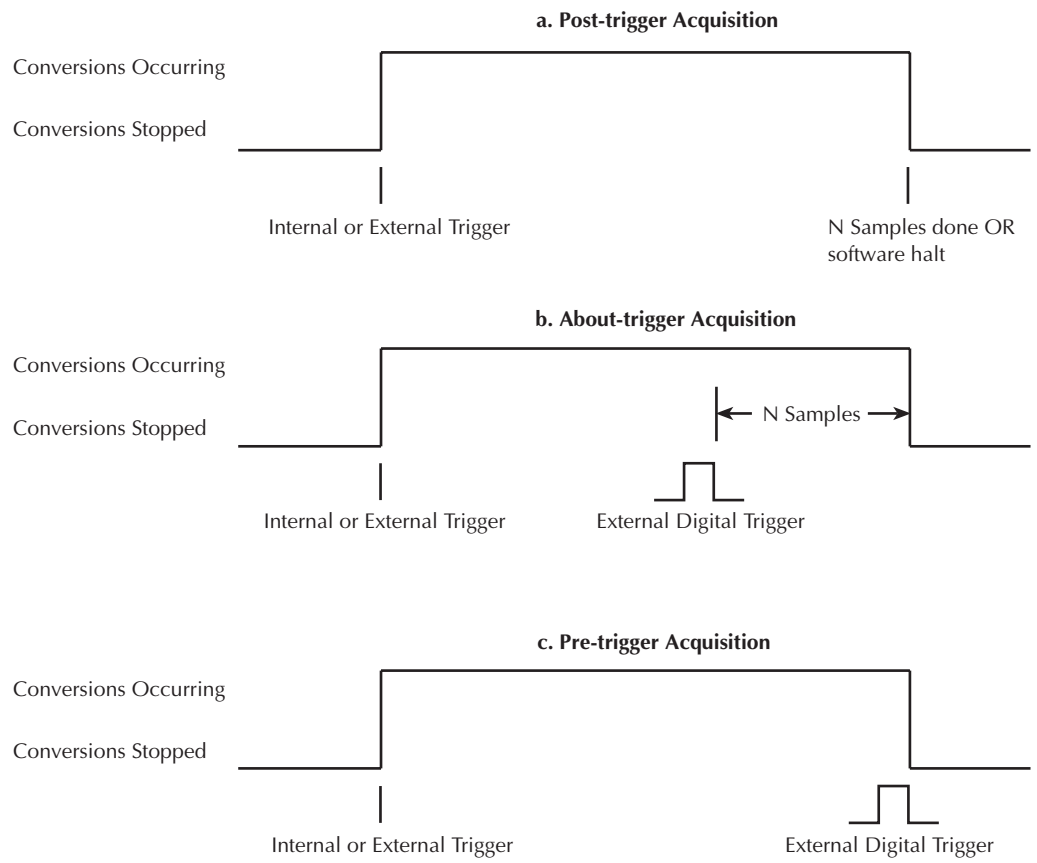 a. Post-trigger Acquisition
Conversions Occurring
Conversions Stopped
Internal or External Trigger
N Samples done OR
software halt
b. About-trigger Acquisition
Conversions Occurring
N Samples
Conversions Stopped
Internal or External Trigger
External Digital Trigger
c. Pre-trigger Acquisition
Conversions Occurring
Conversions Stopped
Internal or External Trigger
External Digital Trigger